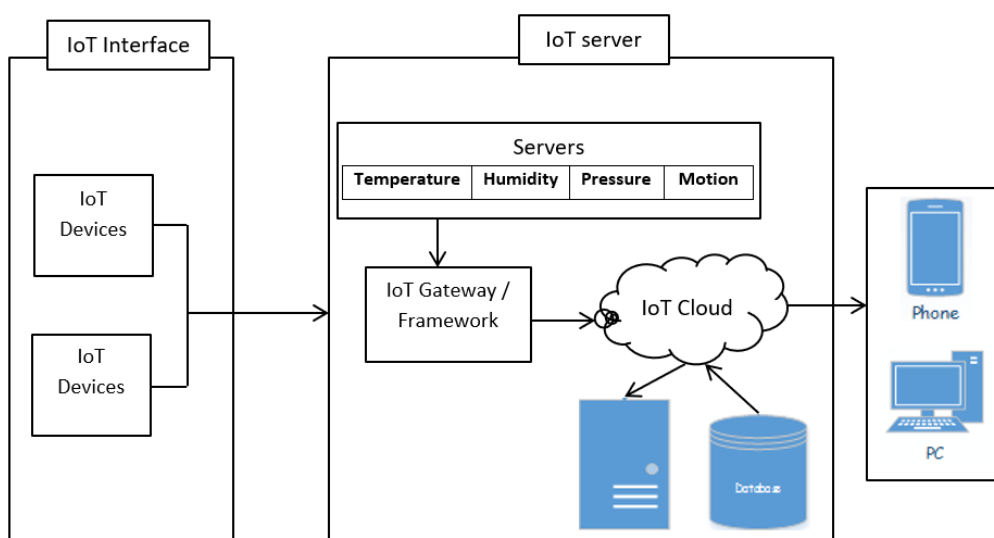 IoT Interface
IoT server
Servers
Temperature Humidity Pressure Motion
IoT
Devices
IoT
Devices
IoT Gateway /
Framework
IoT Cloud
Database
Phone
PC